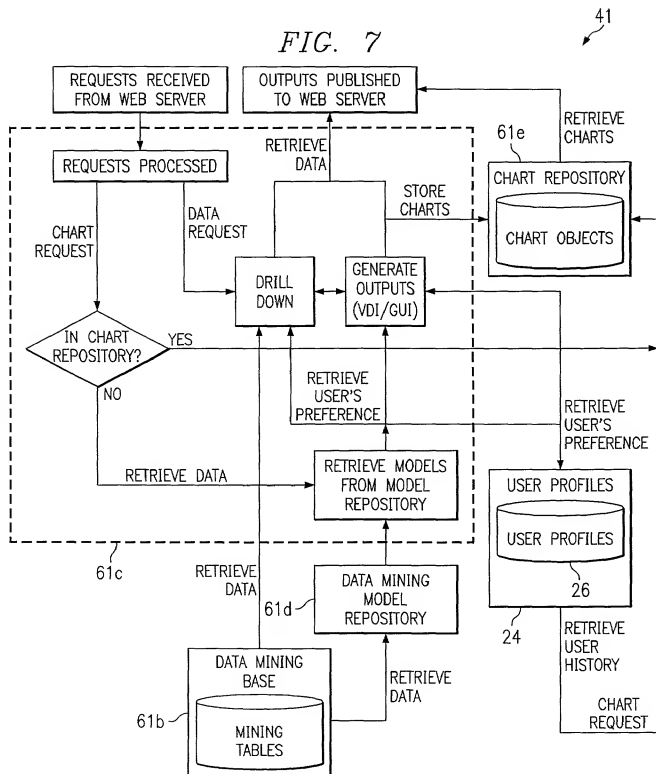 FIG. 7
41
REQUESTS RECEIVED
FROM WEB SERVER
OUTPUTS PUBLISHED
TO WEB SERVER
REQUESTS PROCESSED
RETRIEVE
DATA
RETRIEVE
CHARTS
61e
CHART REPOSITORY
CHART OBJECTS
STORE
CHARTS
CHART
REQUEST
DATA
REQUEST
DRILL
DOWN
GENERATE
OUTPUTS
(VDI/GUI)
IN CHART
REPOSITORY?
YES
NO
RETRIEVE
USER'S
PREFERENCE
RETRIEVE
USER'S
PREFERENCE
RETRIEVE DATA
RETRIEVE MODELS
FROM MODEL
REPOSITORY
USER PROFILES
USER PROFILES
26
24
61c
RETRIEVE
DATA
61d
DATA MINING
MODEL
REPOSITORY
RETRIEVE
USER
HISTORY
DATA MINING
BASE
61b
MINING
TABLES
RETRIEVE
DATA
CHART
REQUEST